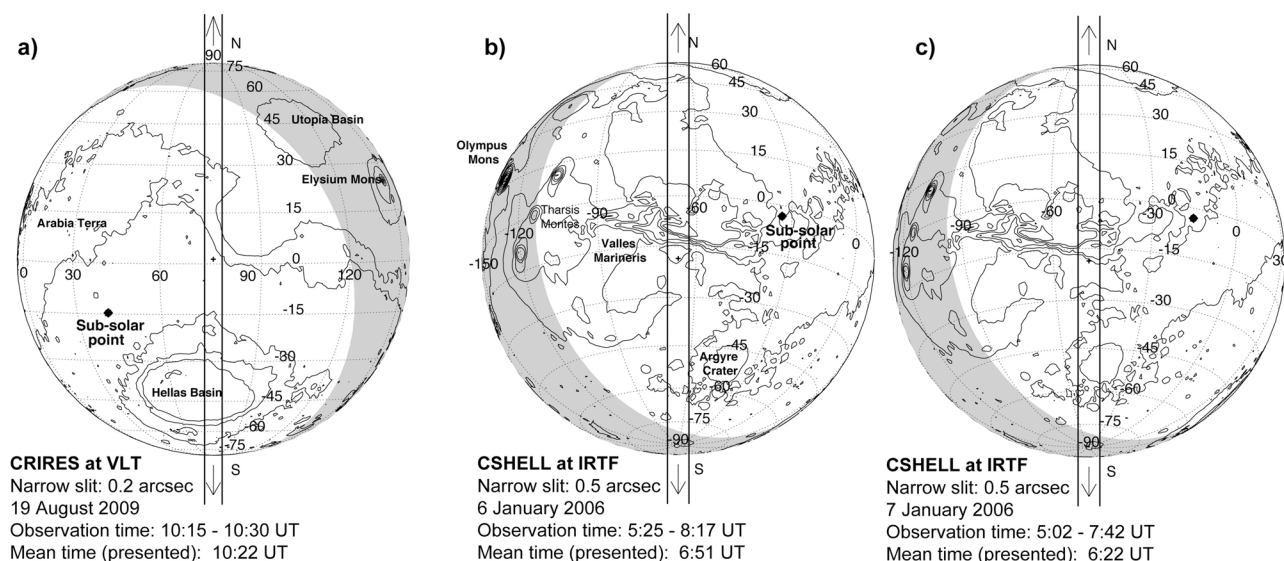 a)
N
90
75
60
45
Utopia Basin
30
Elysium Mons
15
Arabia Terra
0
30
60
90
0
120
Sub-solar
point
-15
-30
Hellas Basin
-45
-60
-75
S
CRIRES at VLT
Narrow slit: 0.2 arcsec
19 August 2009
Observation time: 10:15 - 10:30 UT
Mean time (presented): 10:22 UT
b)
N
60
45
30
Olympus
Mons
15
0
Tharsis
Montes
-90
-60
Sub-solar
point
-120
Valles
Marineris
-15
0
-150
-30
-45
Argyre
Crater
-60
-75
-90
S
CSHELL at IRTF
Narrow slit: 0.5 arcsec
6 January 2006
Observation time: 5:25 - 8:17 UT
Mean time (presented): 6:51 UT
c)
N
60
45
30
15
0
-60
-30
-90
0
-120
-15
30
-30
-45
-60
-75
-90
S
CSHELL at IRTF
Narrow slit: 0.5 arcsec
7 January 2006
Observation time: 5:02 - 7:42 UT
Mean time (presented): 6:22 UT